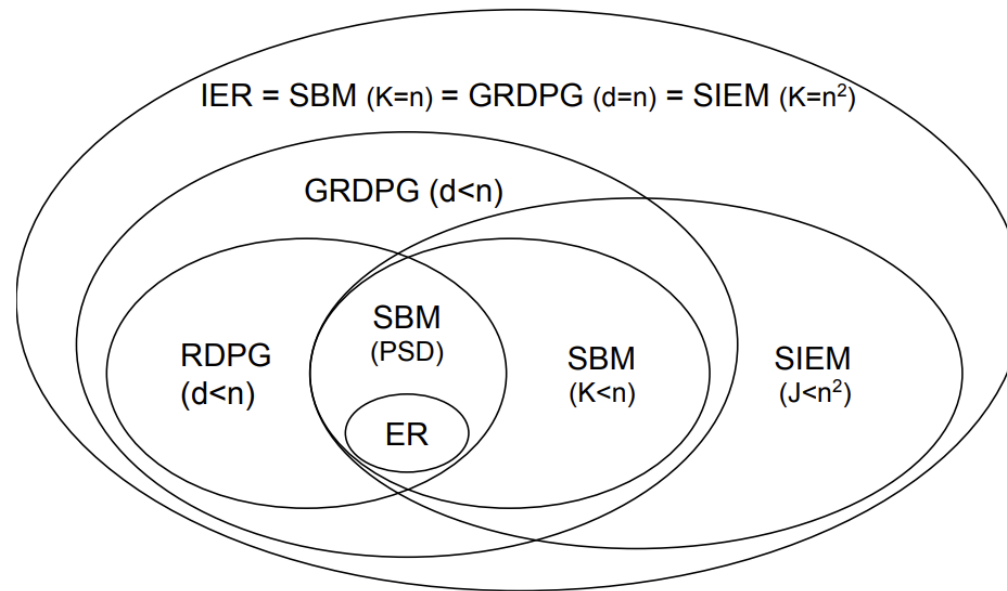 IER = SBM (K=n) = GRDPG (d=n) = SIEM (K=n²)
GRDPG (d<n)
SBM
(PSD)
RDPG
(d<n)
SBM
(K<n)
SIEM
(J<n²)
ER